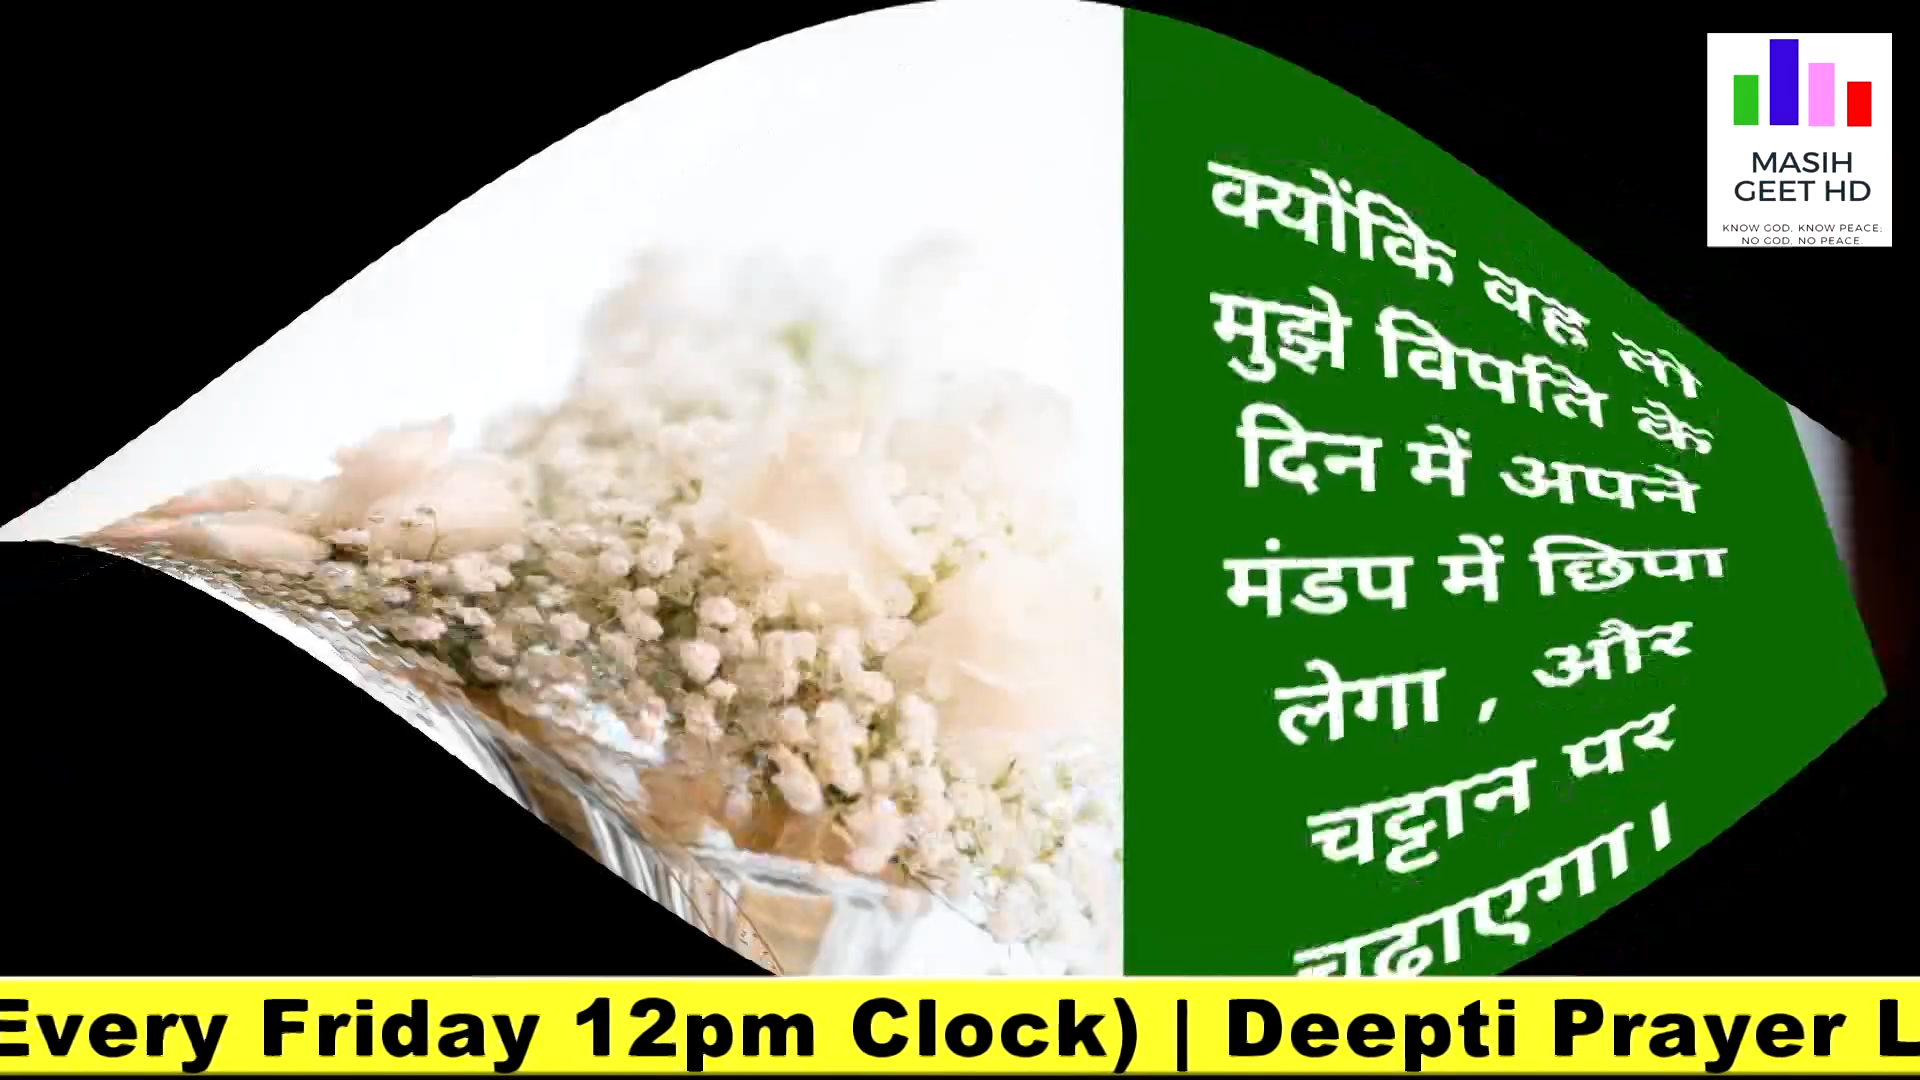 MASIH
GEET HD
KNOW GOD, KNOW PEACE;
NO GOD, NO PEACE.
क्योंकि वह तो
मुझे विपत्ति के
दिन में अपने
मंडप में छिपा
लेगा , और
चट्टान पर
चढ़ाएगा।
Every Friday 12pm Clock) | Deepti Prayer L